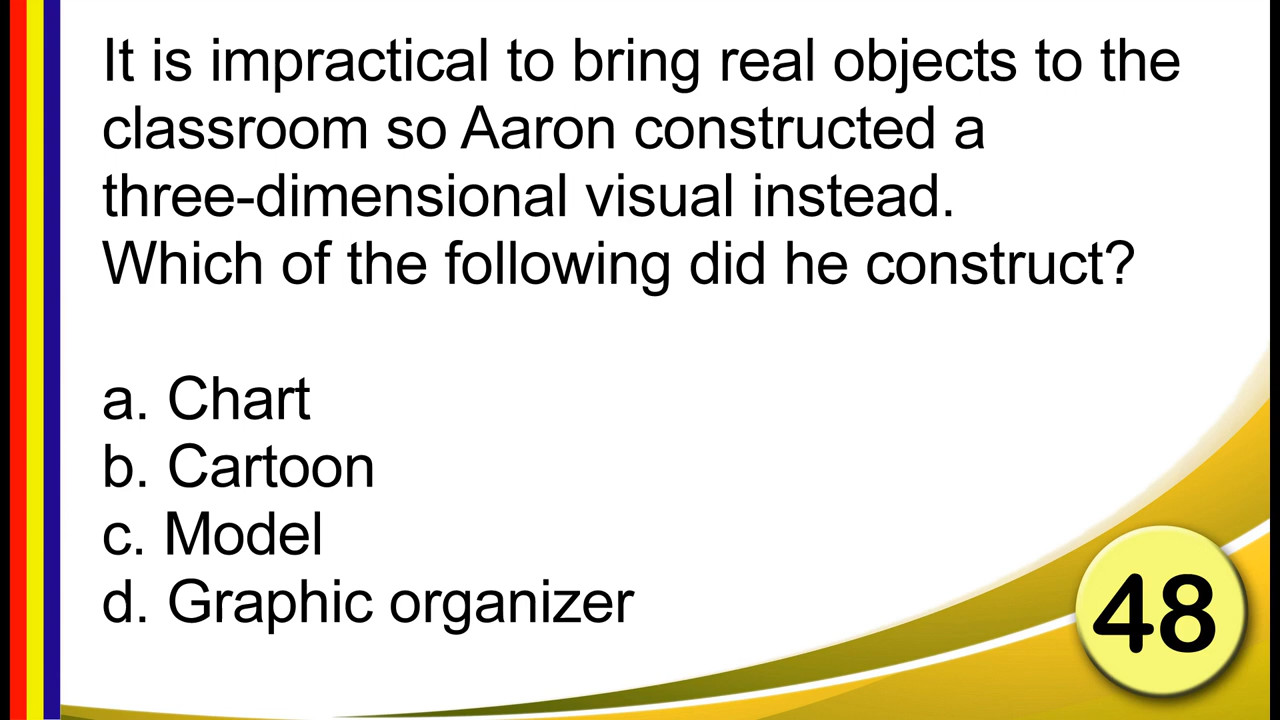 It is impractical to bring real objects to the
classroom so Aaron constructed a
three-dimensional visual instead.
Which of the following did he construct?
a. Chart
b. Cartoon
c. Model
d. Graphic organizer
48